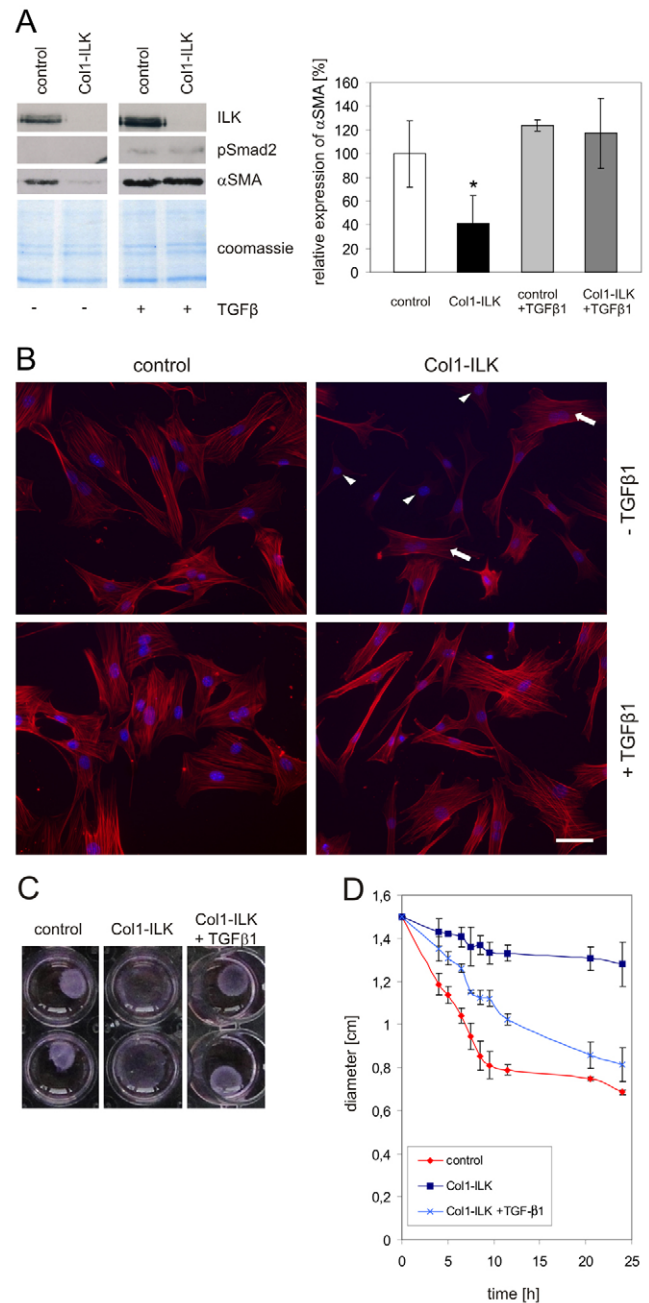 A
control
Col1-ILK
control
Col1-ILK
ILK
pSmad2
αSMA
coomassie
- - + + TGFβ
relative expression of αSMA [%]
160
140
120
100
80
60
40
20
0
*
control
Col1-ILK
control
+TGFβ1
Col1-ILK
+TGFβ1
B
control
Col1-ILK
- TGFβ1
+ TGFβ1
C
control
Col1-ILK
Col1-ILK
+ TGFβ1
D
diameter [cm]
1,6
1,4
1,2
1
0,8
0,6
0,4
0,2
0
control
Col1-ILK
Col1-ILK +TGF-β1
0 5 10 15 20 25
time [h]